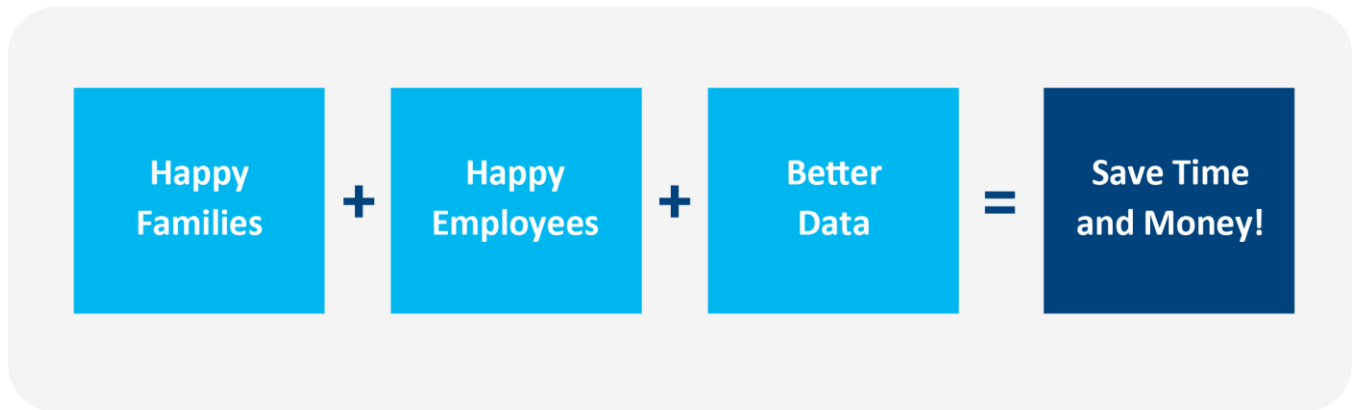 Happy
Families
+
Happy
Employees
+
Better
Data
=
Save Time
and Money!